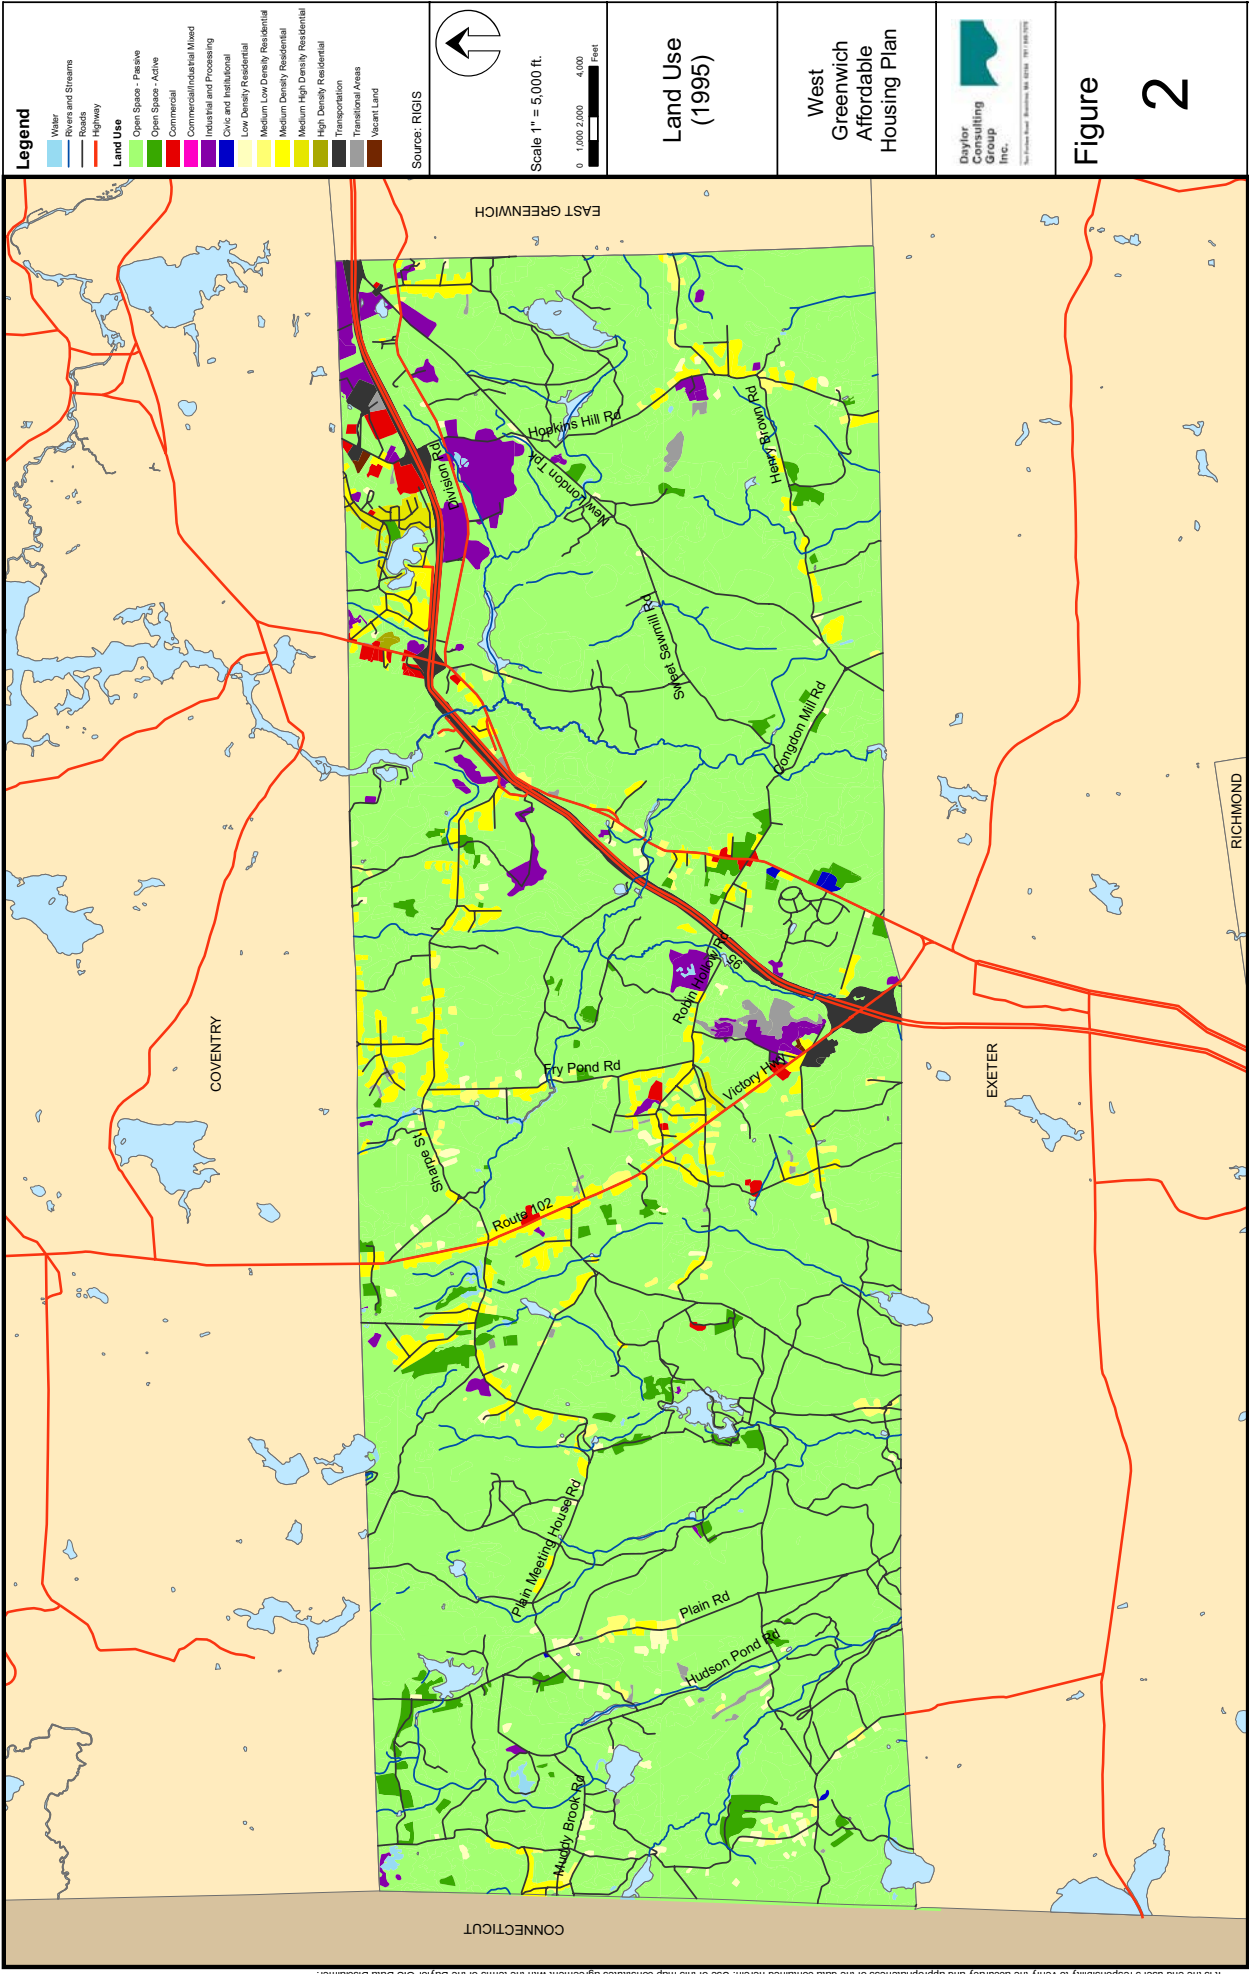 Legend
Water
Rivers and Streams
Roads
Highway
Land Use
Open Space - Passive
Open Space - Active
Commercial
Commercial/Industrial Mixed
Industrial and Processing
Civic and Institutional
Low Density Residential
Medium Low Density Residential
Medium Density Residential
Medium High Density Residential
High Density Residential
Transportation
Transitional Areas
Vacant Land
Source: RIGIS
Scale 1" = 5,000 ft.
0 1,000 2,000 4,000
Feet
Land Use
(1995)
West
Greenwich
Affordable
Housing Plan
Daylor
Consulting
Group
Inc.
Figure
2
EAST GREENWICH
COVENTRY
EXETER
RICHMOND
CONNECTICUT
Hopkins Hill Rd
Division Rd
New London Tpk
Henry Brown Rd
Sweet Sawmill Rd
Congdon Mill Rd
Robin Hollow Rd
95
Fry Pond Rd
Victory Hwy
Sharpe St
Route 102
Plain Meeting House Rd
Plain Rd
Hudson Pond Rd
Muddy Brook Rd